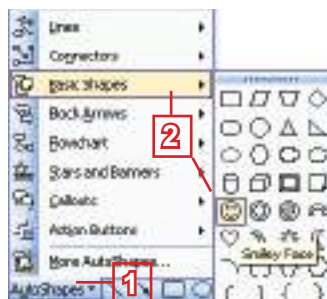 Lines
Connectors
Basic Shapes
Block Arrows
Flowchart
2
Stars and Banners
Callouts
Action Buttons
Smiley Face
More AutoShapes...
AutoShapes
1